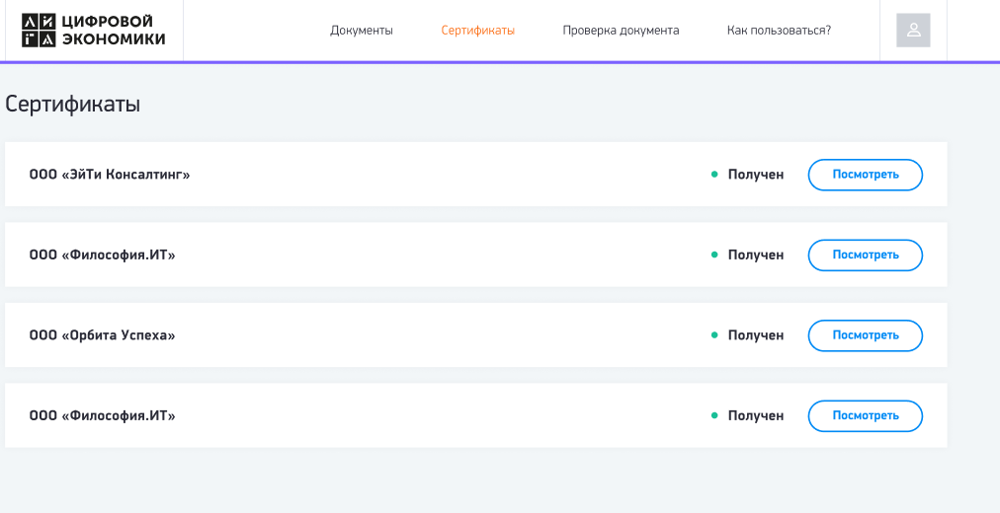 ЛИГА ЦИФРОВОЙ
ЭКОНОМИКИ
Документы
Сертификаты
Проверка документа
Как пользоваться?
Сертификаты
ООО «ЭйТи Консалтинг»
Получен
Посмотреть
ООО «Философия.ИТ»
Получен
Посмотреть
ООО «Орбита Успеха»
Получен
Посмотреть
ООО «Философия.ИТ»
Получен
Посмотреть